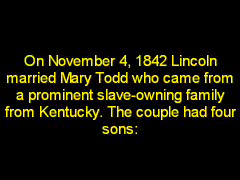 On November 4, 1842 Lincoln
married Mary Todd who came from
a prominent slave-owning family
from Kentucky. The couple had four
sons: